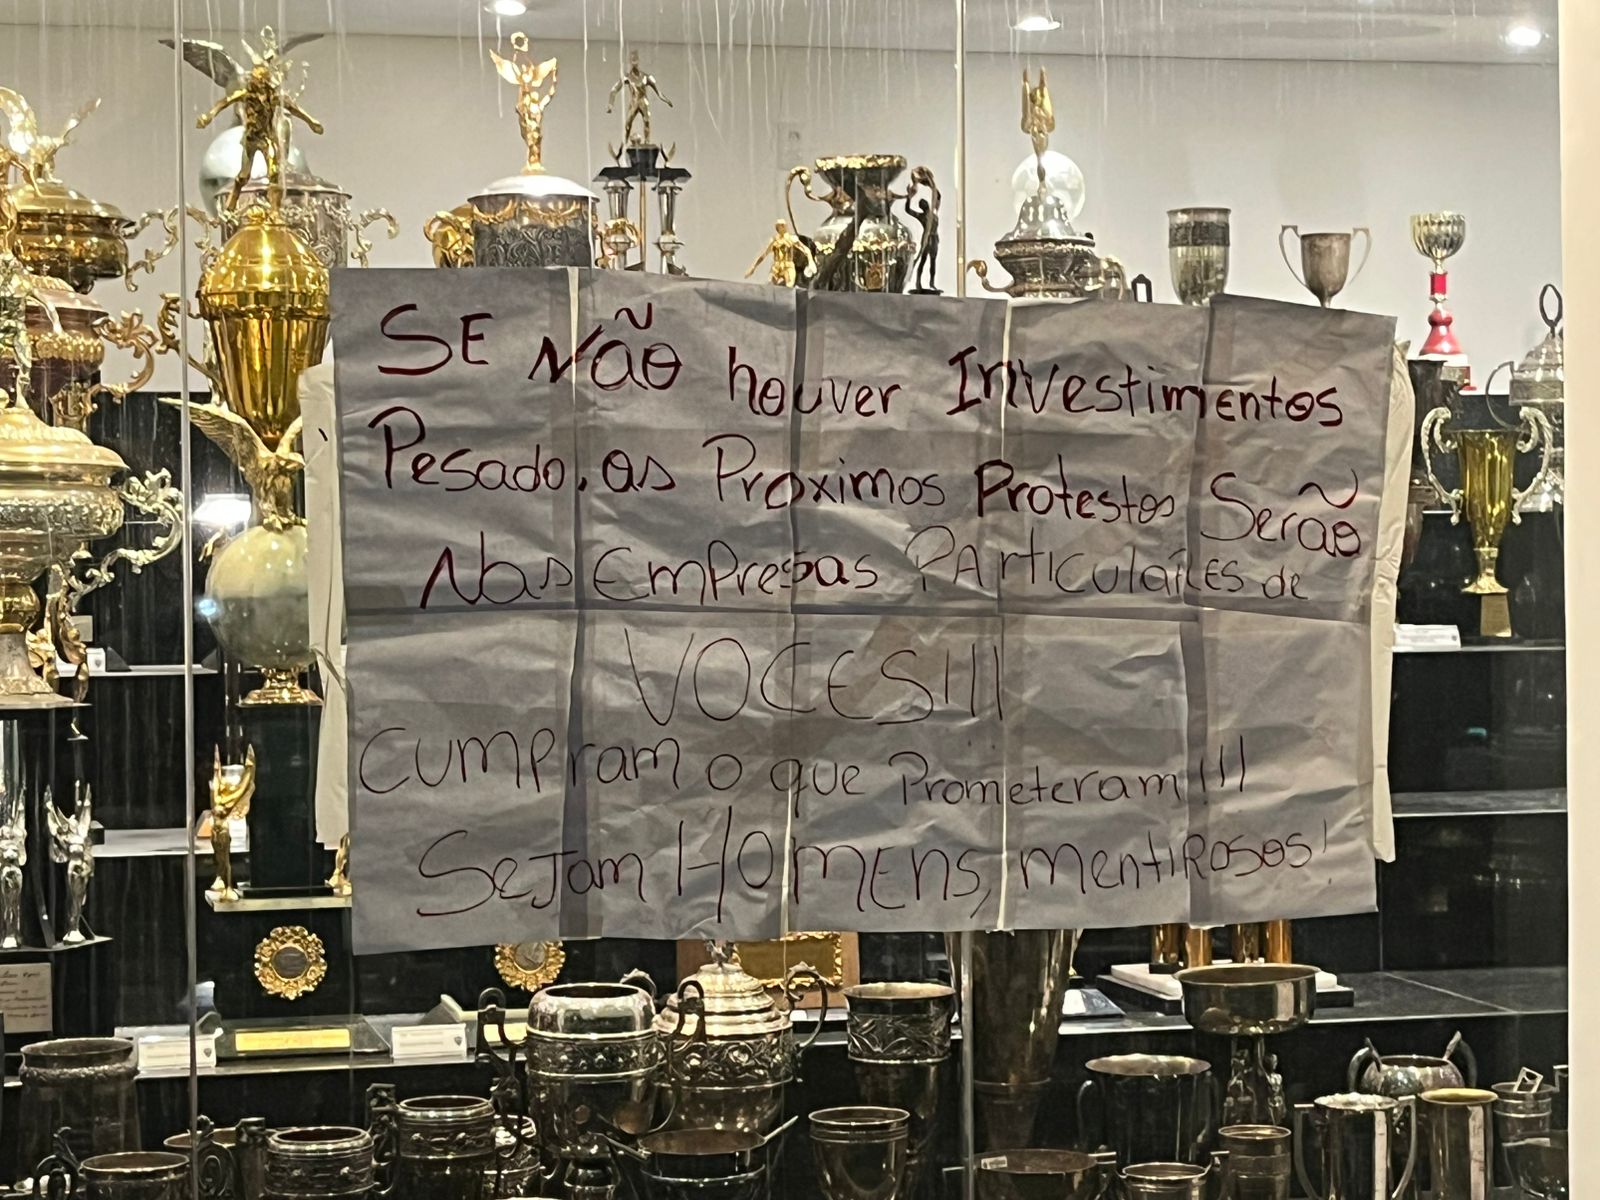 SE NÃO houver Investimentos
Pesado, os Proximos Protestos Serão
Nas Empresas PArticulaRES de
VOCES!!!
CUMPram o que Prometeram!!!
SeJam HOmEns, mentiRosos!